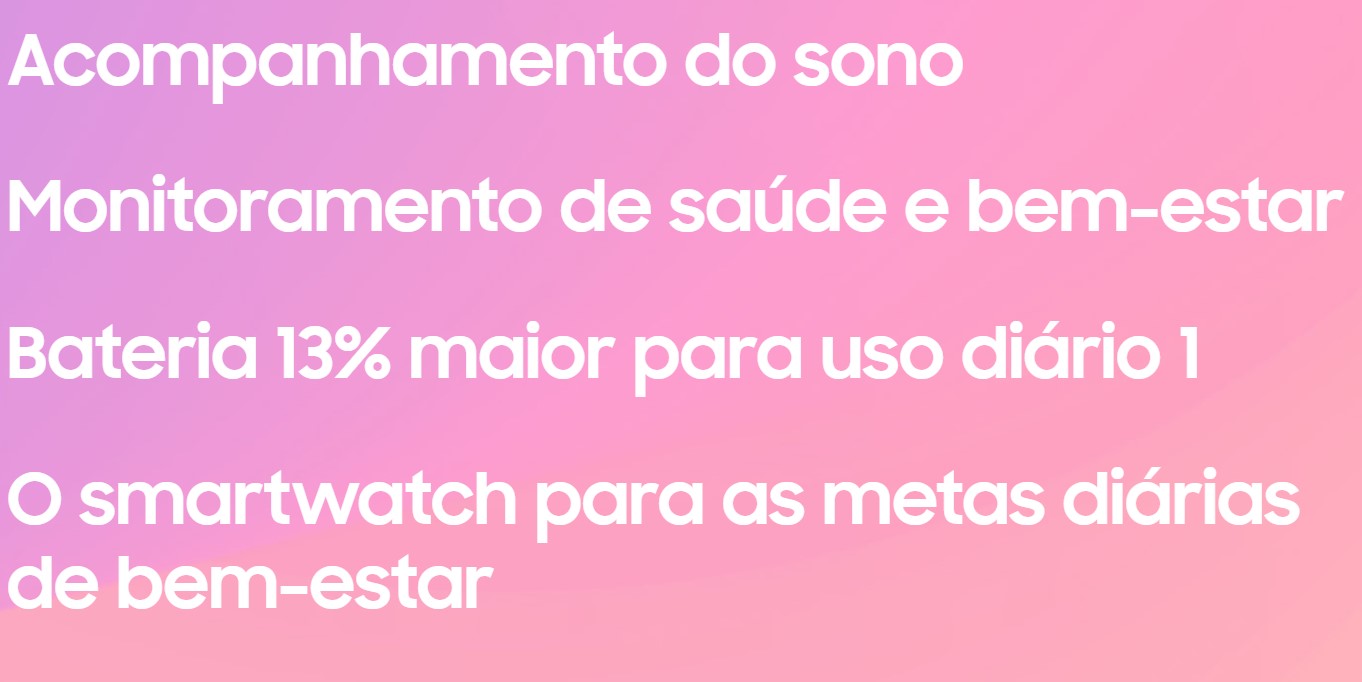 Acompanhamento do sono
Monitoramento de saúde e bem-estar
Bateria 13% maior para uso diário 1
O smartwatch para as metas diárias
de bem-estar